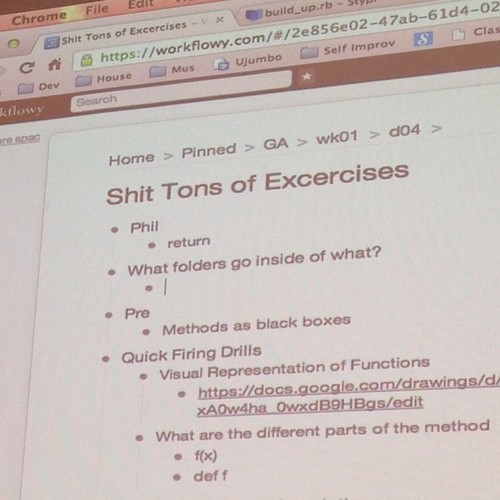 Chrome File Edit
Shit Tons of Excercises - build_up.rb -
https://workflowy.com/#/2e856e02-47ab-61d4-02
Dev House Mus Ujumbo Self Improv S Clas
kflowy Search
are spac
Home > Pinned > GA > wk01 > d04 >
Shit Tons of Excercises
Phil
return
What folders go inside of what?
Pre
Methods as black boxes
Quick Firing Drills
Visual Representation of Functions
https://docs.google.com/drawings/d/
xA0w4ha_0wxdB9HBgs/edit
What are the different parts of the method
f(x)
def f